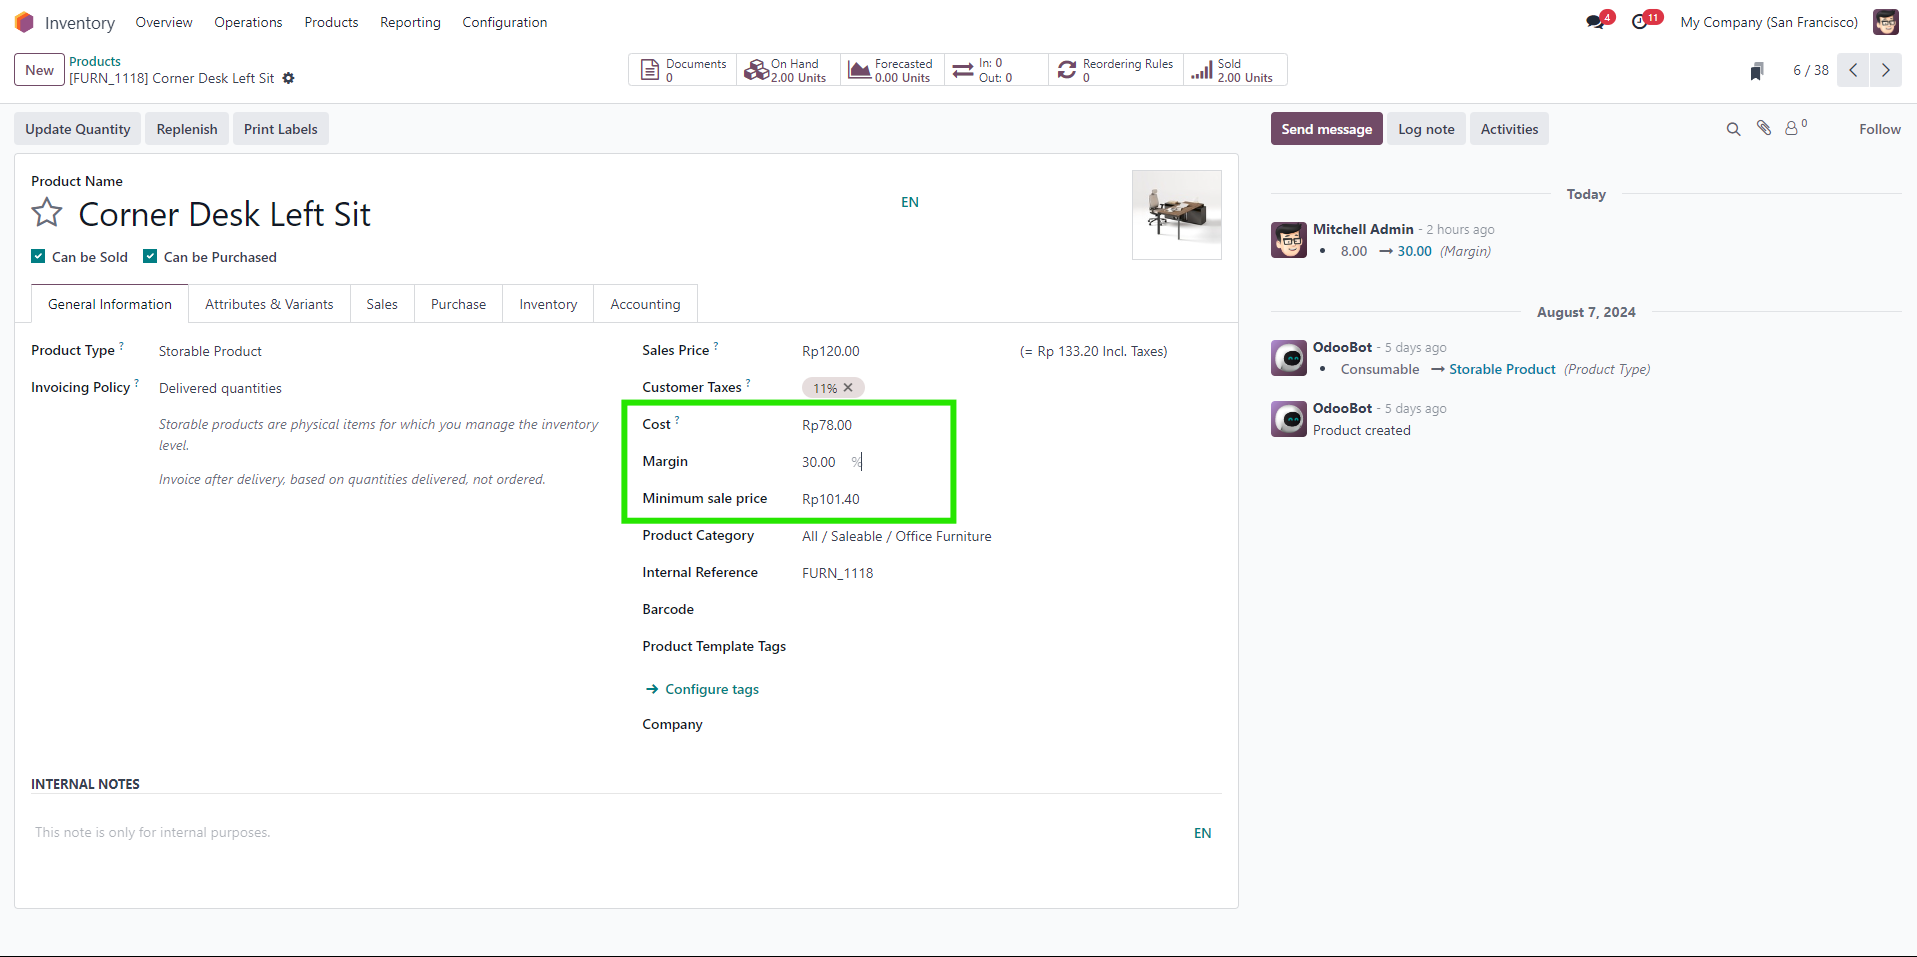 Inventory Overview Operations Products Reporting Configuration 4 11 My Company (San Francisco)
New Products
[FURN_1118] Corner Desk Left Sit
Documents
0
On Hand
2.00 Units
Forecasted
0.00 Units
In: 0
Out: 0
Reordering Rules
0
Sold
2.00 Units
6 / 38
Update Quantity Replenish Print Labels
Send message Log note Activities 0 Follow
Product Name
Corner Desk Left Sit EN
Can be Sold Can be Purchased
General Information Attributes & Variants Sales Purchase Inventory Accounting
Product Type ? Storable Product
Invoicing Policy ? Delivered quantities
Storable products are physical items for which you manage the inventory
level.
Invoice after delivery, based on quantities delivered, not ordered.
Sales Price ? Rp120.00 (= Rp 133.20 Incl. Taxes)
Customer Taxes ? 11%
Cost ? Rp78.00
Margin 30.00 %
Minimum sale price Rp101.40
Product Category All / Saleable / Office Furniture
Internal Reference FURN_1118
Barcode
Product Template Tags
Configure tags
Company
INTERNAL NOTES
This note is only for internal purposes. EN
Today
Mitchell Admin - 2 hours ago
8.00 30.00 (Margin)
August 7, 2024
OdooBot - 5 days ago
Consumable Storable Product (Product Type)
OdooBot - 5 days ago
Product created